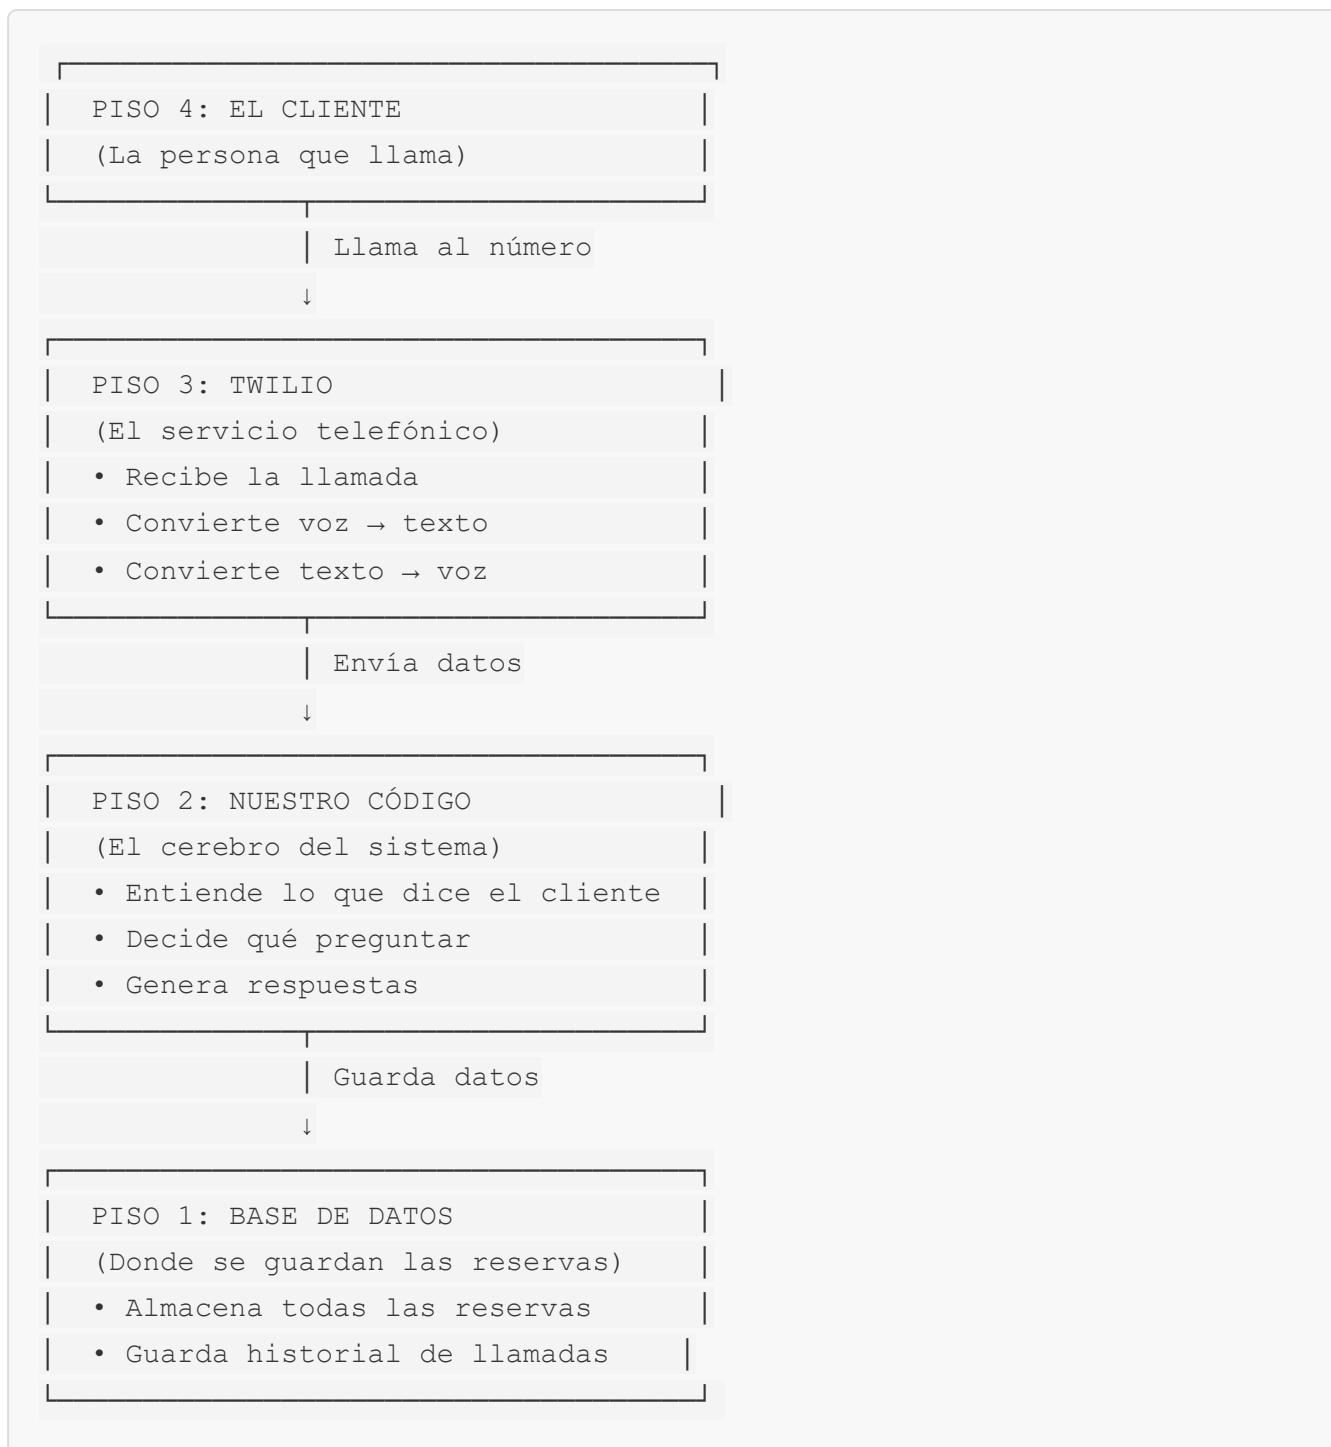 PISO 4: EL CLIENTE
(La persona que llama)
Llama al número
↓
PISO 3: TWILIO
(El servicio telefónico)
• Recibe la llamada
• Convierte voz → texto
• Convierte texto → voz
Envía datos
↓
PISO 2: NUESTRO CÓDIGO
(El cerebro del sistema)
• Entiende lo que dice el cliente
• Decide qué preguntar
• Genera respuestas
Guarda datos
↓
PISO 1: BASE DE DATOS
(Donde se guardan las reservas)
• Almacena todas las reservas
• Guarda historial de llamadas